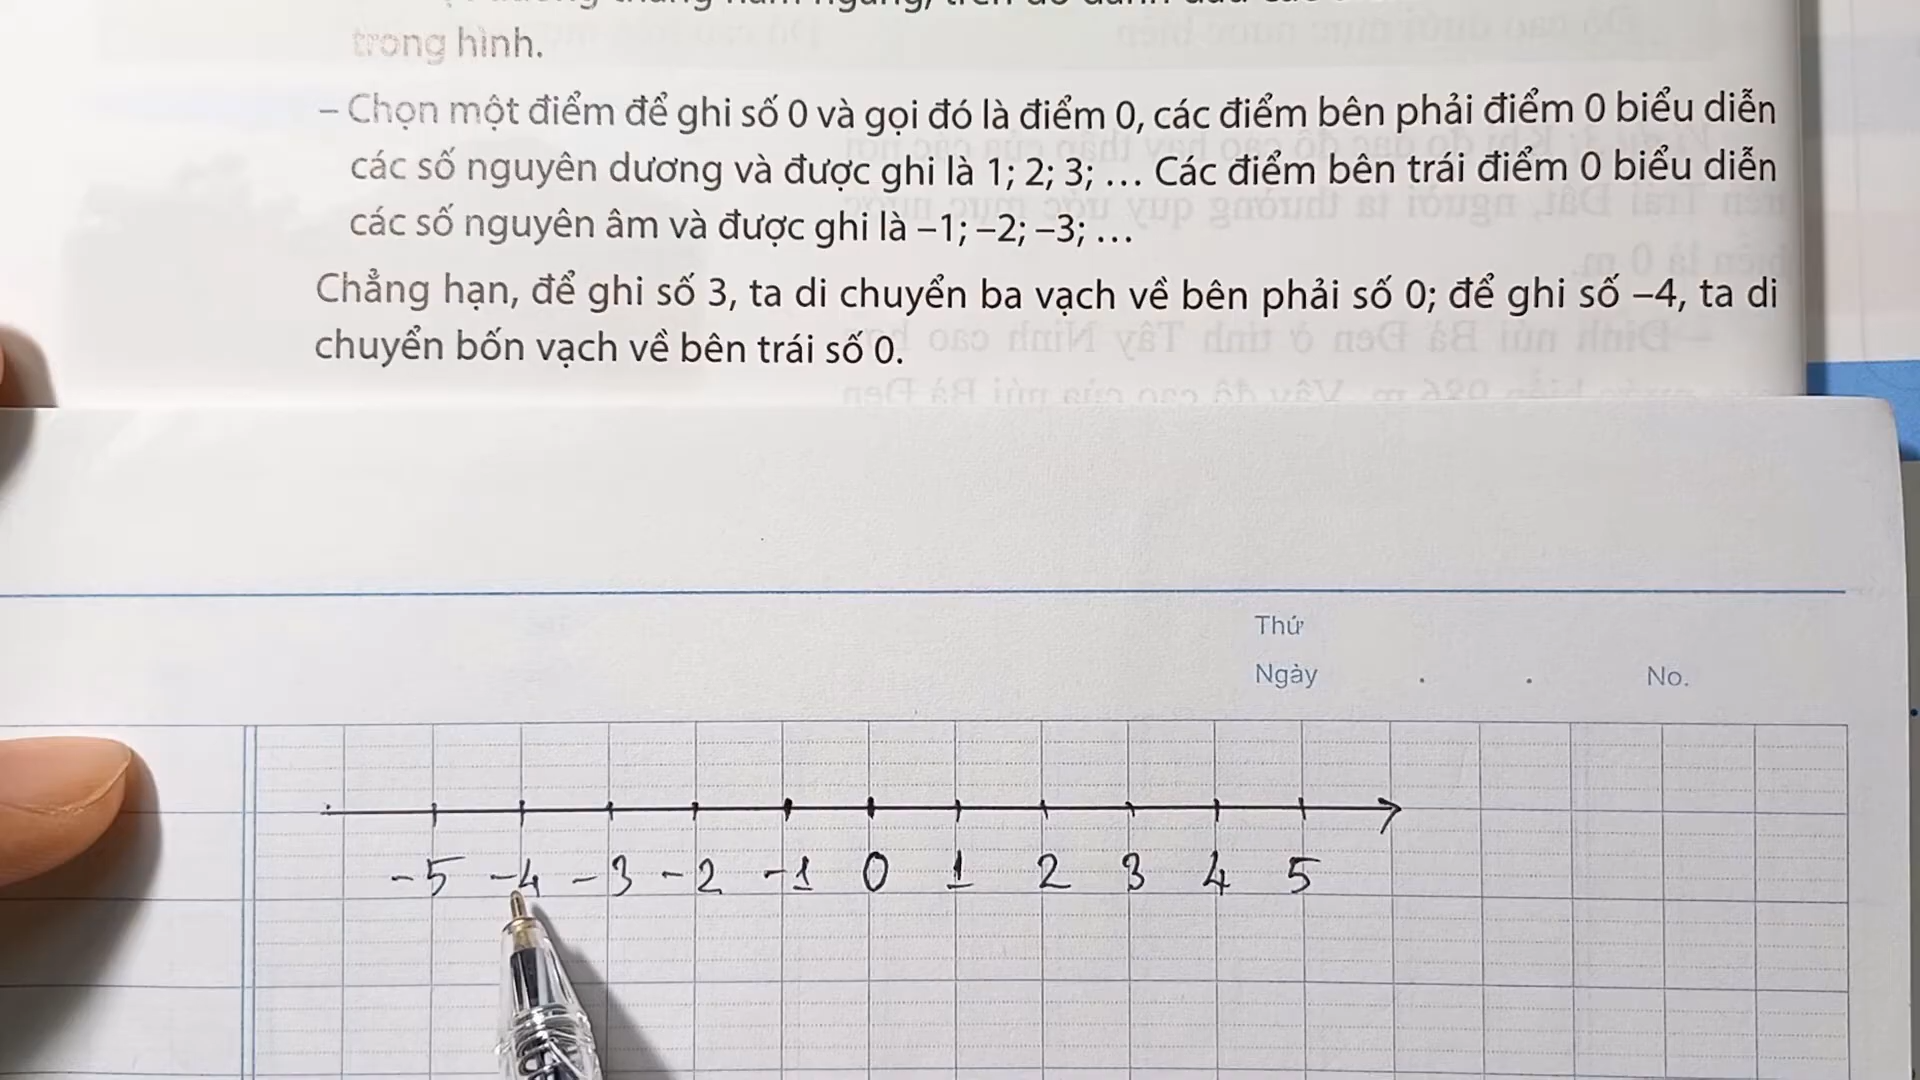 trong hình.
– Chọn một điểm để ghi số 0 và gọi đó là điểm 0, các điểm bên phải điểm 0 biểu diễn
các số nguyên dương và được ghi là 1; 2; 3; … Các điểm bên trái điểm 0 biểu diễn
các số nguyên âm và được ghi là –1; –2; –3; …
Chẳng hạn, để ghi số 3, ta di chuyển ba vạch về bên phải số 0; để ghi số –4, ta di
chuyển bốn vạch về bên trái số 0.
Thứ
Ngày . . No.
-5 -4 -3 -2 -1 0 1 2 3 4 5